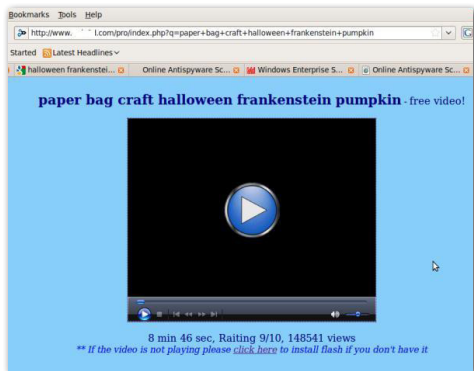 Bookmarks Tools Help
http://www. l.com/pro/index.php?q=paper+bag+craft+halloween+frankenstein+pumpkin
Started Latest Headlines
halloween frankenstei... Online Antispyware Sc... Windows Enterprise S... Online Antispyware Sc...
paper bag craft halloween frankenstein pumpkin - free video!
8 min 46 sec, Raiting 9/10, 148541 views
** If the video is not playing please click here to install flash if you don't have it